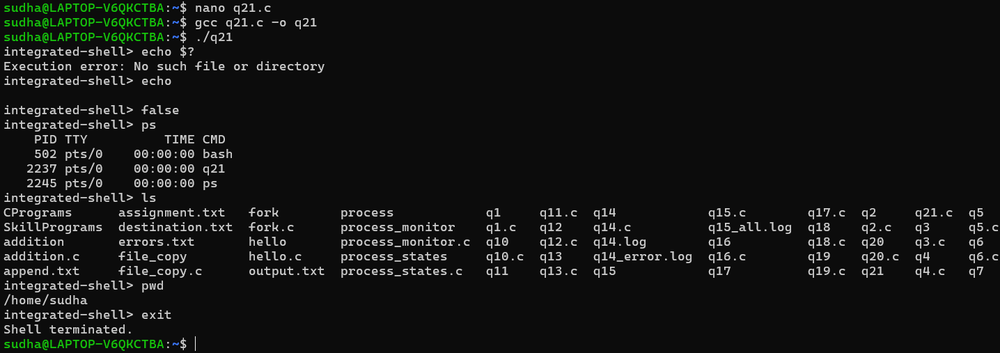 sudha@LAPTOP-V6QKCTBA:~$ nano q21.c
sudha@LAPTOP-V6QKCTBA:~$ gcc q21.c -o q21
sudha@LAPTOP-V6QKCTBA:~$ ./q21
integrated-shell> echo $?
Execution error: No such file or directory
integrated-shell> echo

integrated-shell> false
integrated-shell> ps
    PID TTY          TIME CMD
    502 pts/0    00:00:00 bash
   2237 pts/0    00:00:00 q21
   2245 pts/0    00:00:00 ps
integrated-shell> ls
CPrograms      assignment.txt   fork        process            q1     q11.c  q14            q15.c        q17.c  q2     q21.c  q5
SkillPrograms  destination.txt  fork.c      process_monitor    q1.c   q12    q14.c          q15_all.log  q18    q2.c   q3     q5.c
addition       errors.txt       hello       process_monitor.c  q10    q12.c  q14.log        q16          q18.c  q20    q3.c   q6
addition.c     file_copy        hello.c     process_states     q10.c  q13    q14_error.log  q16.c        q19    q20.c  q4     q6.c
append.txt     file_copy.c      output.txt  process_states.c   q11    q13.c  q15            q17          q19.c  q21    q4.c   q7
integrated-shell> pwd
/home/sudha
integrated-shell> exit
Shell terminated.
sudha@LAPTOP-V6QKCTBA:~$